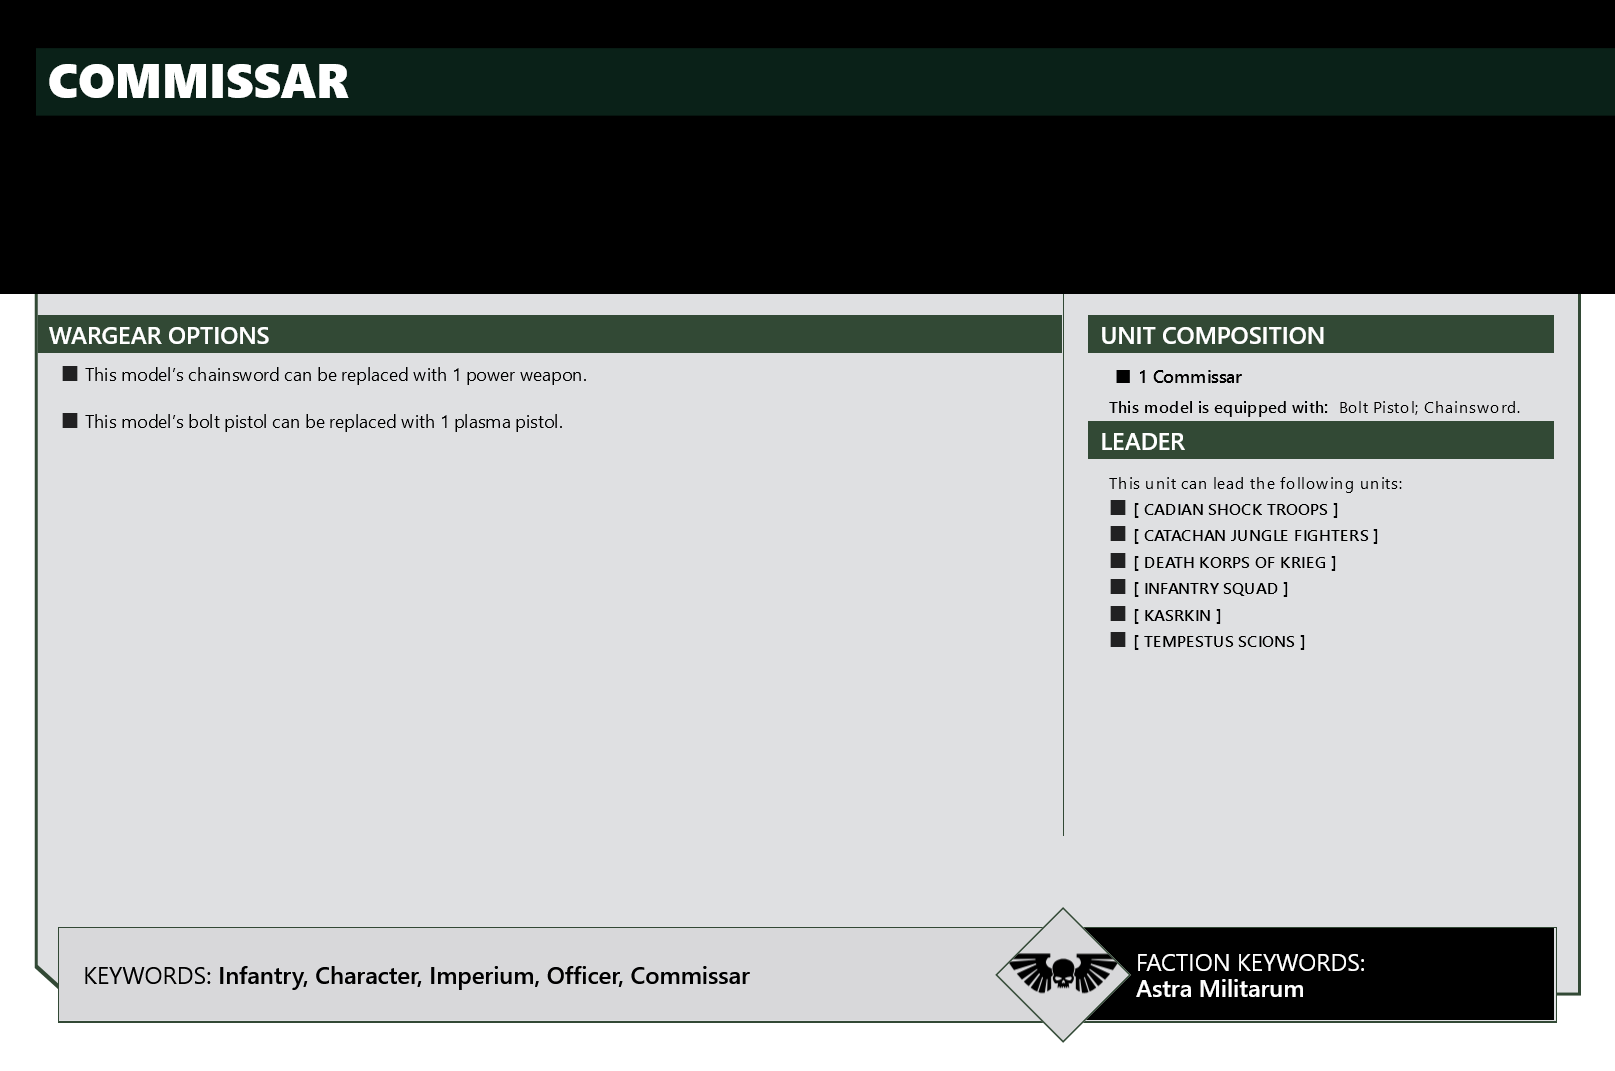 COMMISSAR
WARGEAR OPTIONS
This model's chainsword can be replaced with 1 power weapon.
This model's bolt pistol can be replaced with 1 plasma pistol.
UNIT COMPOSITION
1 Commissar
This model is equipped with: Bolt Pistol; Chainsword.
LEADER
This unit can lead the following units:
[ CADIAN SHOCK TROOPS ]
[ CATACHAN JUNGLE FIGHTERS ]
[ DEATH KORPS OF KRIEG ]
[ INFANTRY SQUAD ]
[ KASRKIN ]
[ TEMPESTUS SCIONS ]
KEYWORDS: Infantry, Character, Imperium, Officer, Commissar
FACTION KEYWORDS:
Astra Militarum